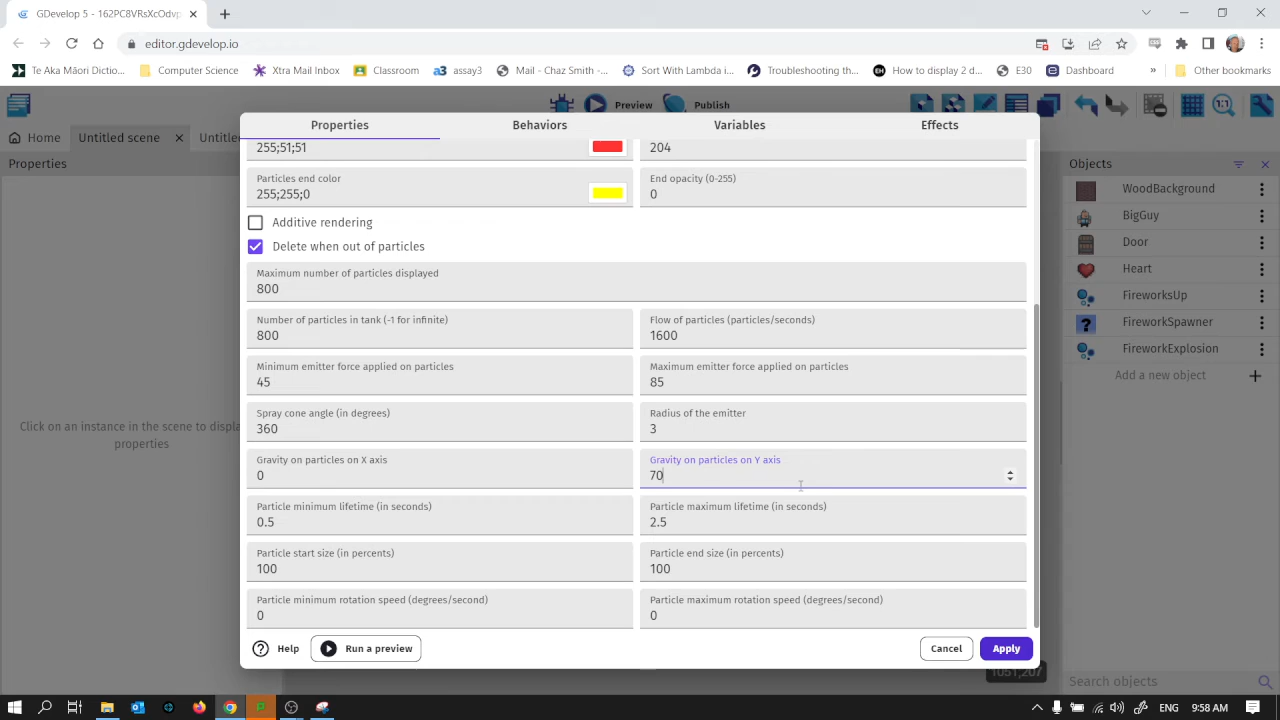 GDevelop 5 - 162PC8VRsXcOdvp
editor.gdevelop.io
Te Aka Māori Dictio...
Computer Science
Xtra Mail Inbox
Classroom
a3 assay?
Mail - Chaz Smith -...
Sort With Lambda i...
Troubleshooting th...
EH How to display 2 d...
E30
Dashboard
»
Other bookmarks
Preview
Publish
Home
Untitled scene
Untitle
Properties
Click on an instance in the scene to displa
properties
Properties
Behaviors
Variables
Effects
255;51;51
204
Particles end color
255;255;0
End opacity (0-255)
0
Additive rendering
Delete when out of particles
Maximum number of particles displayed
800
Number of particles in tank (-1 for infinite)
800
Flow of particles (particles/seconds)
1600
Minimum emitter force applied on particles
45
Maximum emitter force applied on particles
85
Spray cone angle (in degrees)
360
Radius of the emitter
3
Gravity on particles on X axis
0
Gravity on particles on Y axis
70
Particle minimum lifetime (in seconds)
0.5
Particle maximum lifetime (in seconds)
2.5
Particle start size (in percents)
100
Particle end size (in percents)
100
Particle minimum rotation speed (degrees/second)
0
Particle maximum rotation speed (degrees/second)
0
Help
Run a preview
Cancel
Apply
Objects
WoodBackground
BigGuy
Door
Heart
FireworksUp
FireworkSpawner
FireworkExplosion
Add a new object
1051;207
Search objects
ENG
9:58 AM